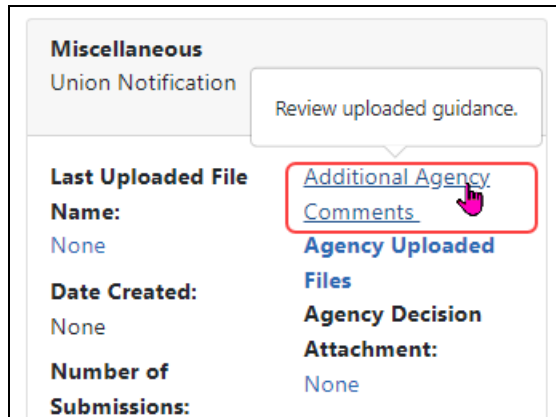 Miscellaneous
Union Notification
Review uploaded guidance.
Last Uploaded File
Name:
None
Date Created:
None
Number of
Submissions:
Additional Agency
Comments
Agency Uploaded
Files
Agency Decision
Attachment:
None